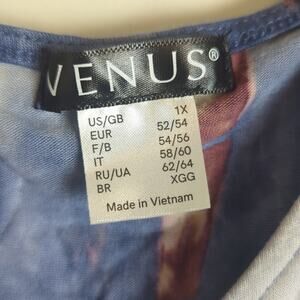 VENUS®
US/GB 1X
EUR 52/54
F/B 54/56
IT 58/60
RU/UA 62/64
BR XGG
Made in Vietnam